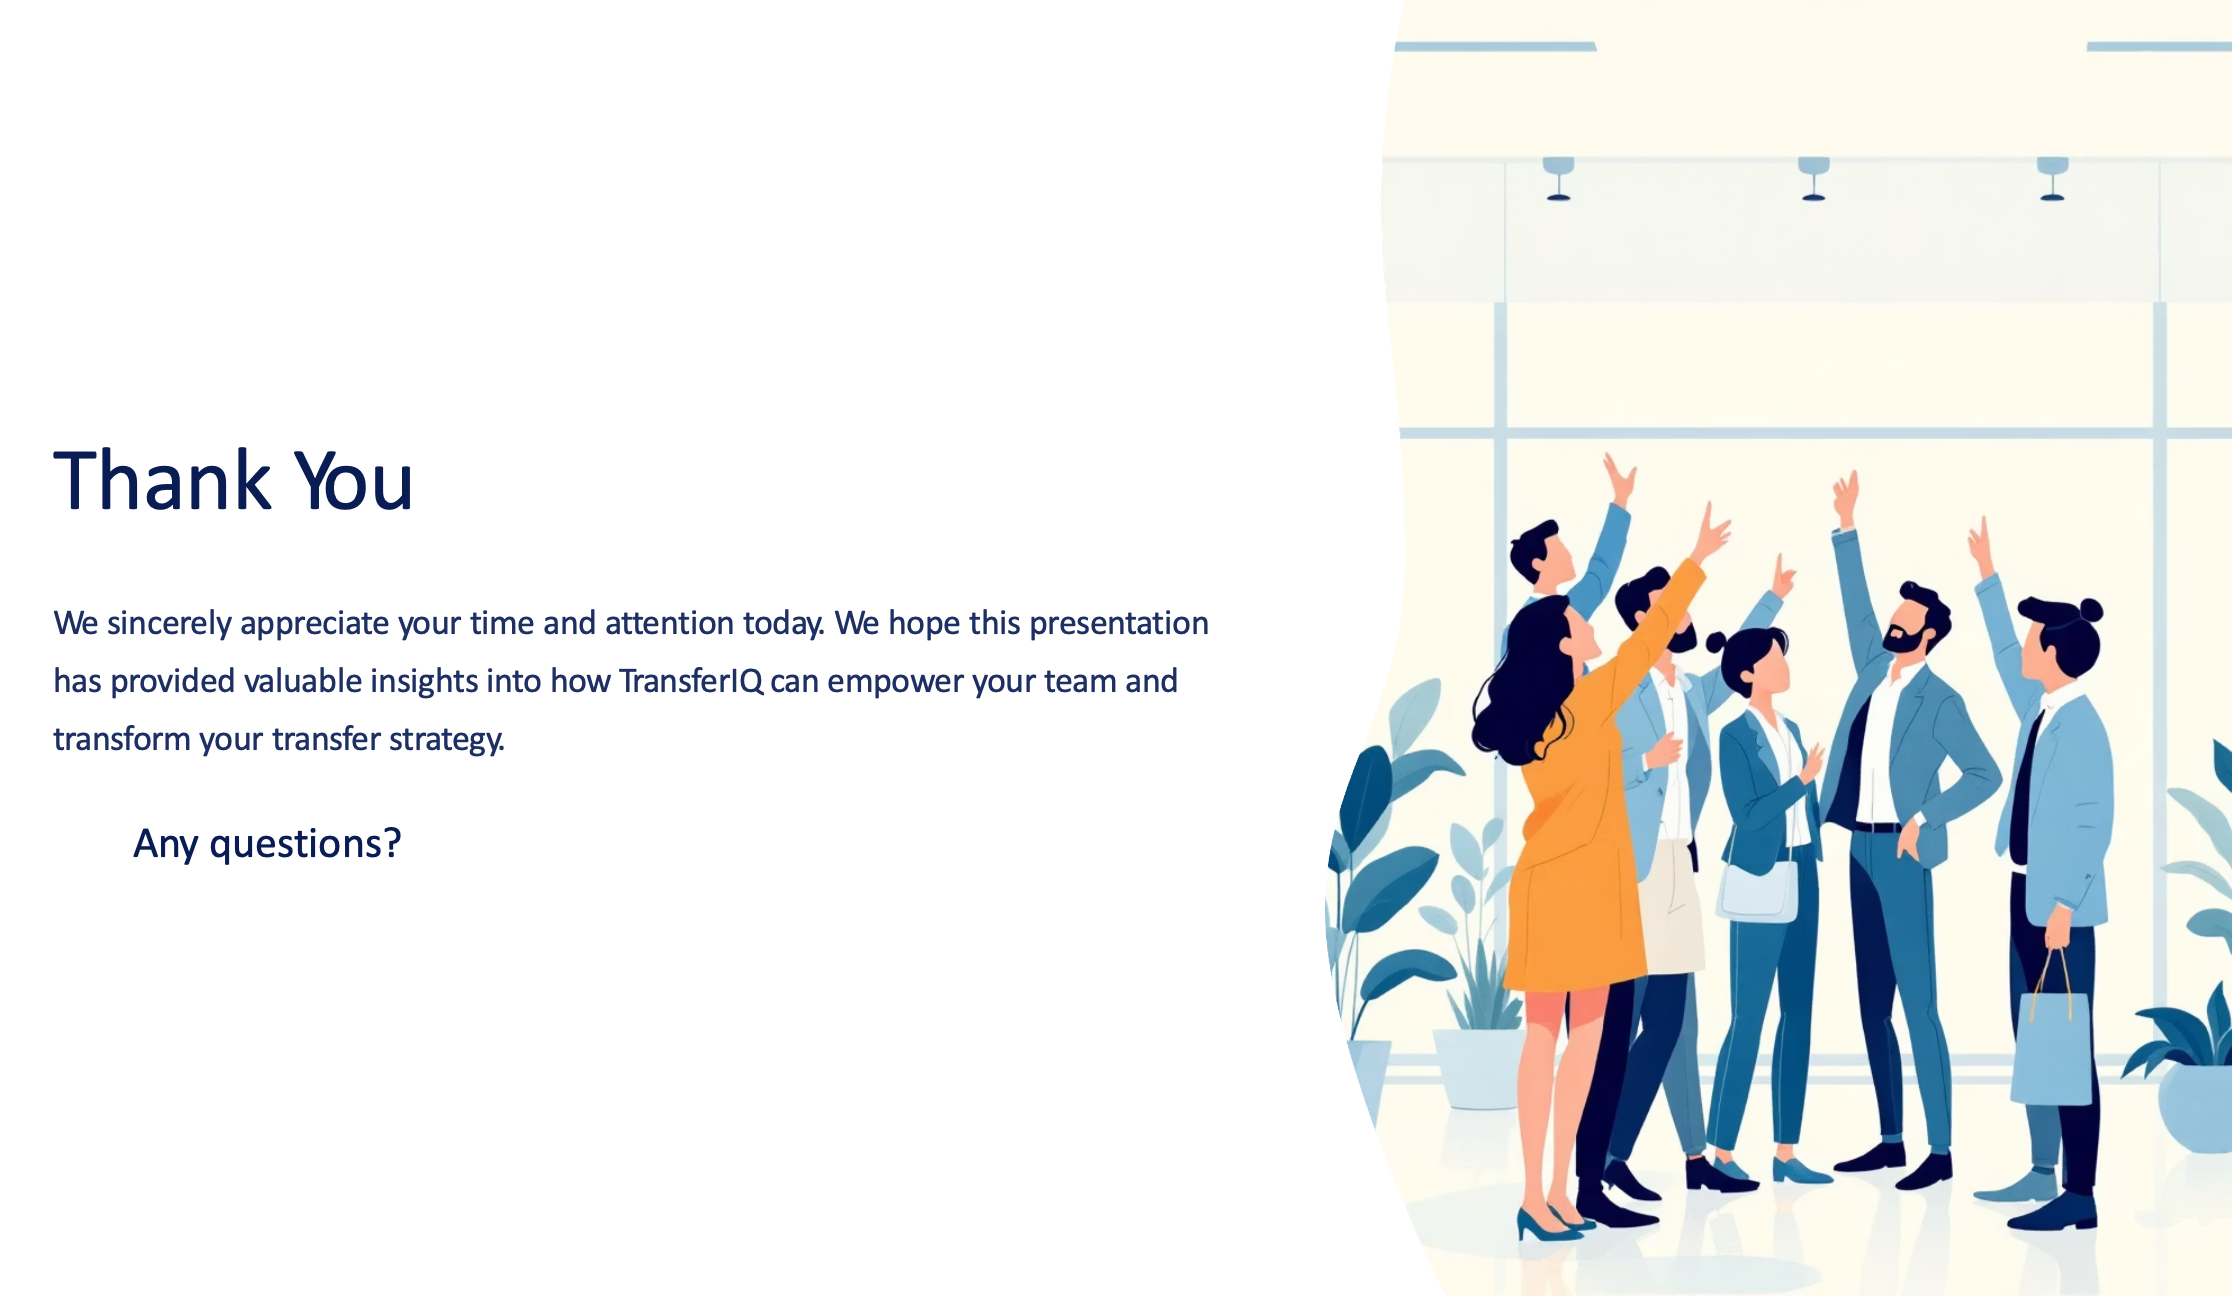 Thank You
We sincerely appreciate your time and attention today. We hope this presentation
has provided valuable insights into how TransferIQ can empower your team and
transform your transfer strategy.
Any questions?